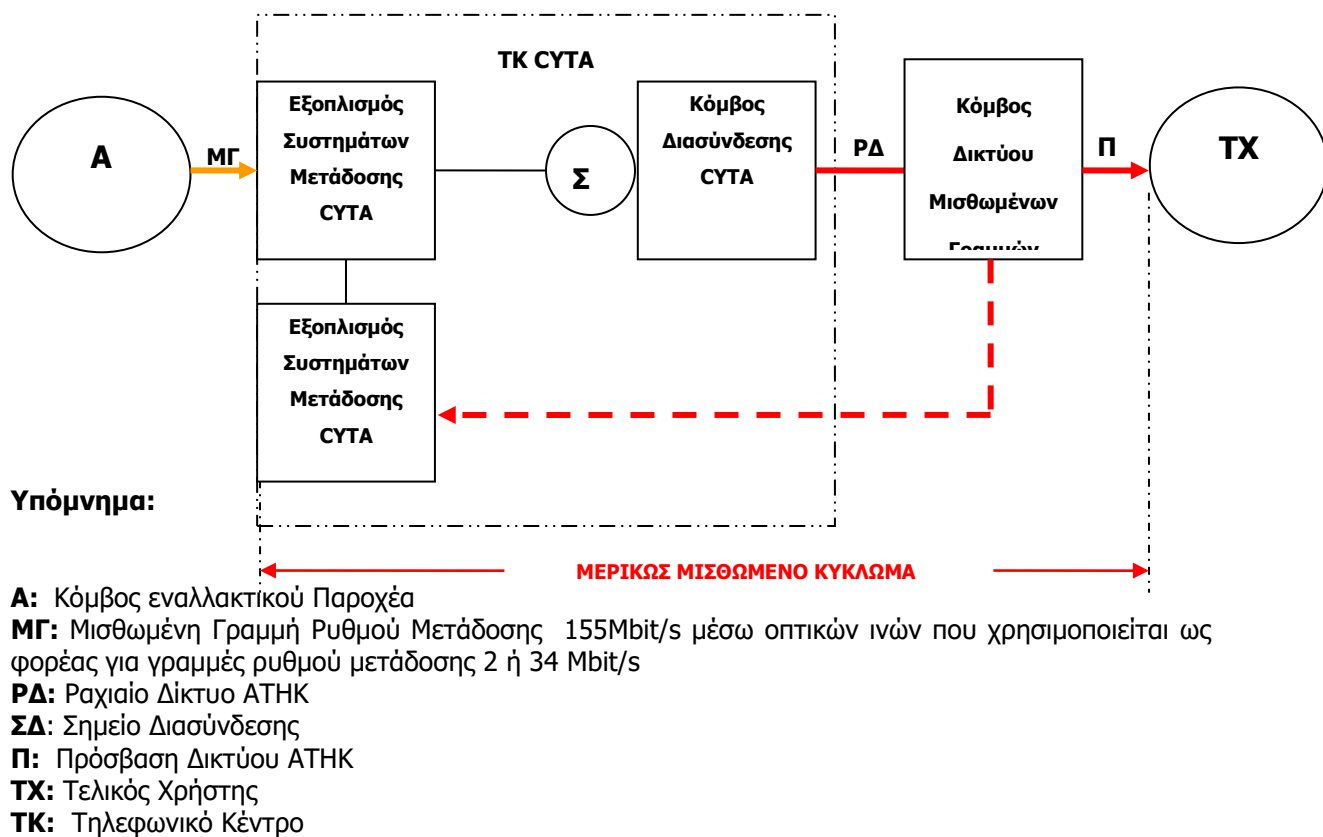 ΤΚ CYTA
Α
ΜΓ
Εξοπλισμός
Συστημάτων
Μετάδοσης
CYTA
Σ
Κόμβος
Διασύνδεσης
CYTA
ΡΔ
Κόμβος
Δικτύου
Μισθωμένων
Γραμμών
Π
ΤΧ
Εξοπλισμός
Συστημάτων
Μετάδοσης
CYTA
Υπόμνημα:
ΜΕΡΙΚΩΣ ΜΙΣΘΩΜΕΝΟ ΚΥΚΛΩΜΑ
Α: Κόμβος εναλλακτικού Παροχέα
ΜΓ: Μισθωμένη Γραμμή Ρυθμού Μετάδοσης 155Mbit/s μέσω οπτικών ινών που χρησιμοποιείται ως
φορέας για γραμμές ρυθμού μετάδοσης 2 ή 34 Mbit/s
ΡΔ: Ραχιαίο Δίκτυο ΑΤΗΚ
ΣΔ: Σημείο Διασύνδεσης
Π: Πρόσβαση Δικτύου ΑΤΗΚ
ΤΧ: Τελικός Χρήστης
ΤΚ: Τηλεφωνικό Κέντρο